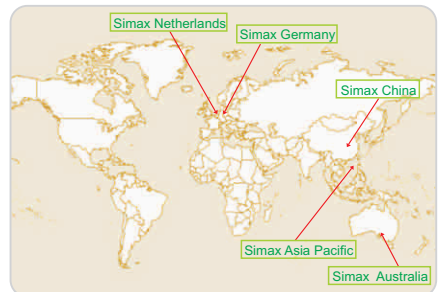 Simax Netherlands
Simax Germany
Simax China
Simax Asia Pacific
Simax Australia